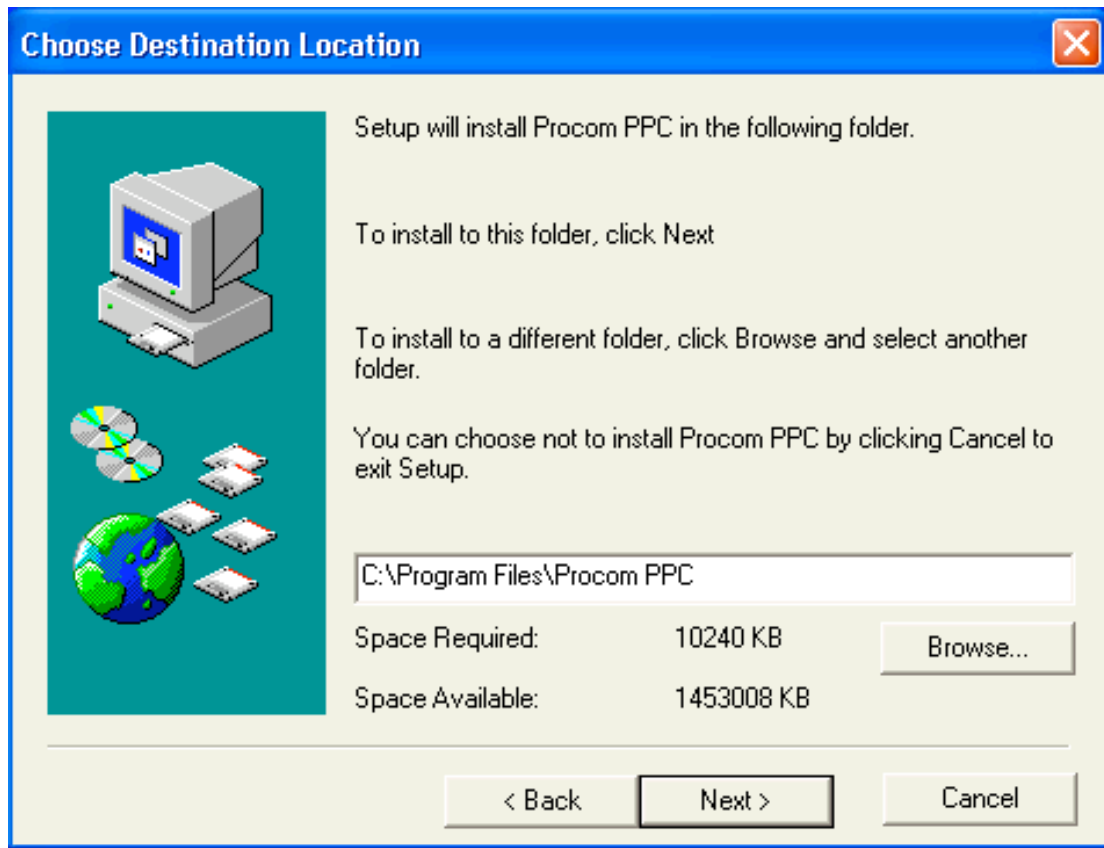 Choose Destination Location
Setup will install Procom PPC in the following folder.
To install to this folder, click Next
To install to a different folder, click Browse and select another
folder.
You can choose not to install Procom PPC by clicking Cancel to
exit Setup.
C:\Program Files\Procom PPC
Space Required: 10240 KB
Browse...
Space Available: 1453008 KB
< Back Next > Cancel